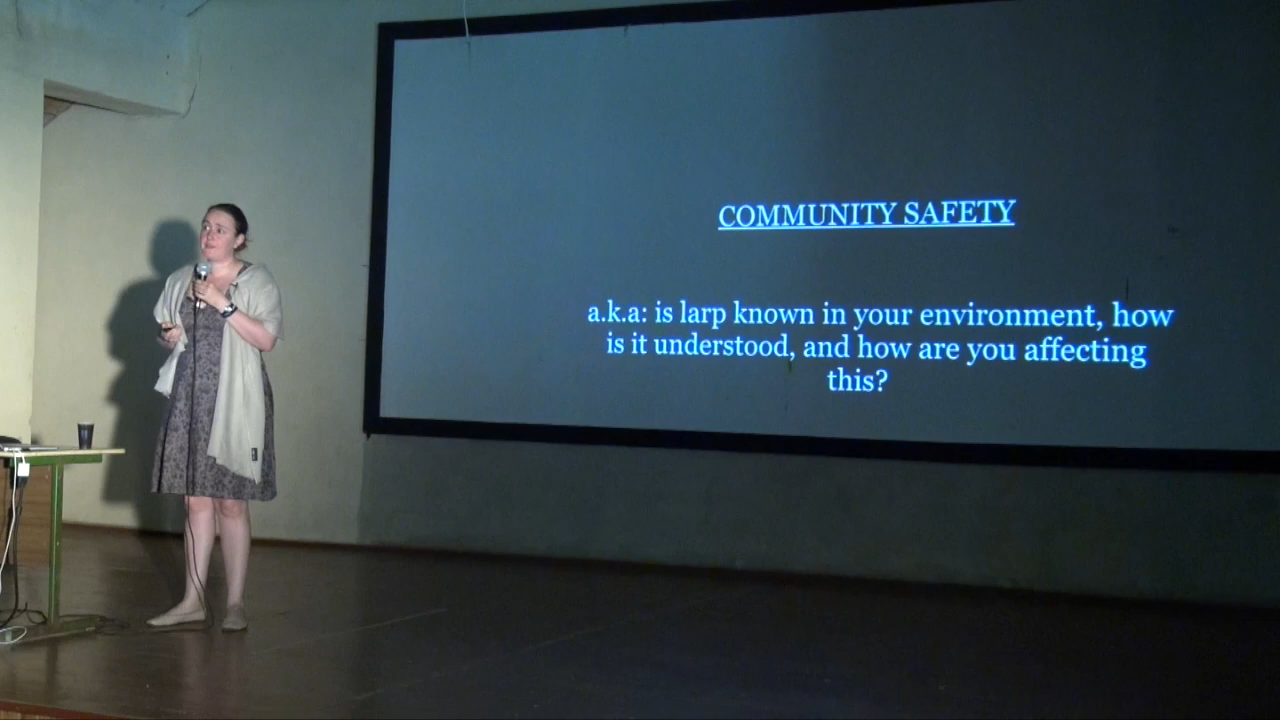 COMMUNITY SAFETY
a.k.a: is larp known in your environment, how
is it understood, and how are you affecting
this?